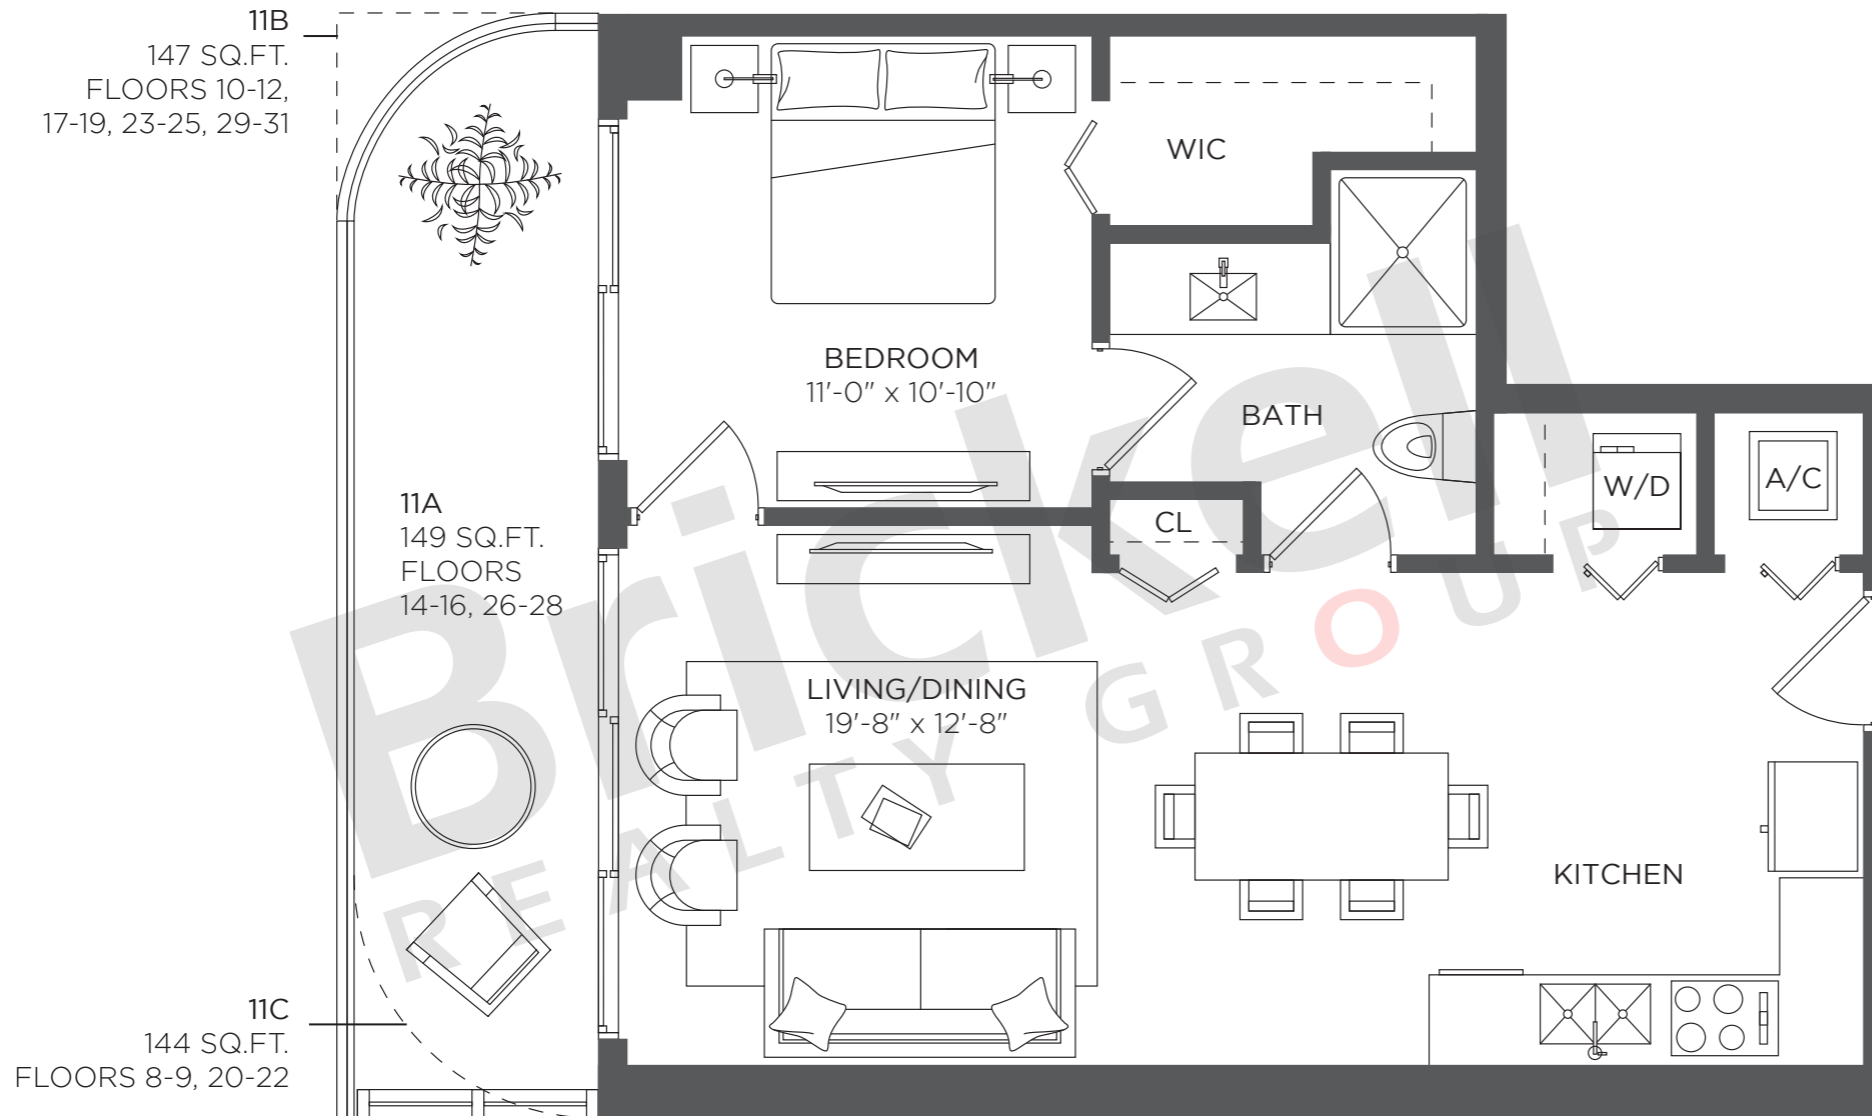 11B
147 SQ.FT.
FLOORS 10-12,
17-19, 23-25, 29-31
WIC
BEDROOM
11'-0" x 10'-10"
BATH
W/D
A/C
CL
11A
149 SQ.FT.
FLOORS
14-16, 26-28
LIVING/DINING
19'-8" x 12'-8"
KITCHEN
11C
144 SQ.FT.
FLOORS 8-9, 20-22
Brickell
REALTY GROUP